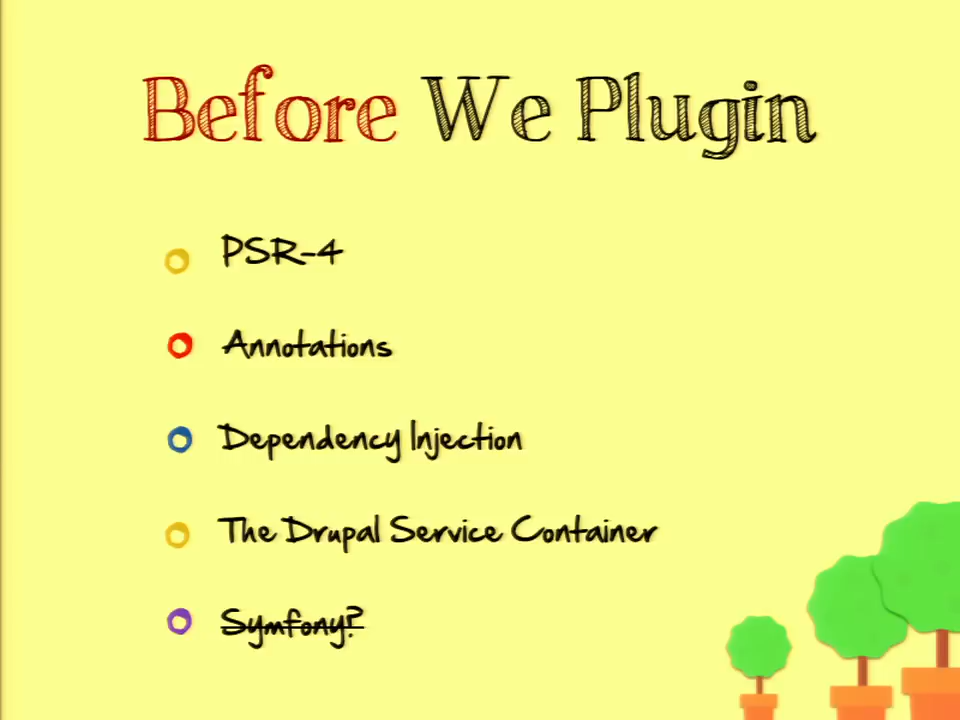 Before We Plugin
PSR-4
Annotations
Dependency Injection
The Drupal Service Container
Symfony?